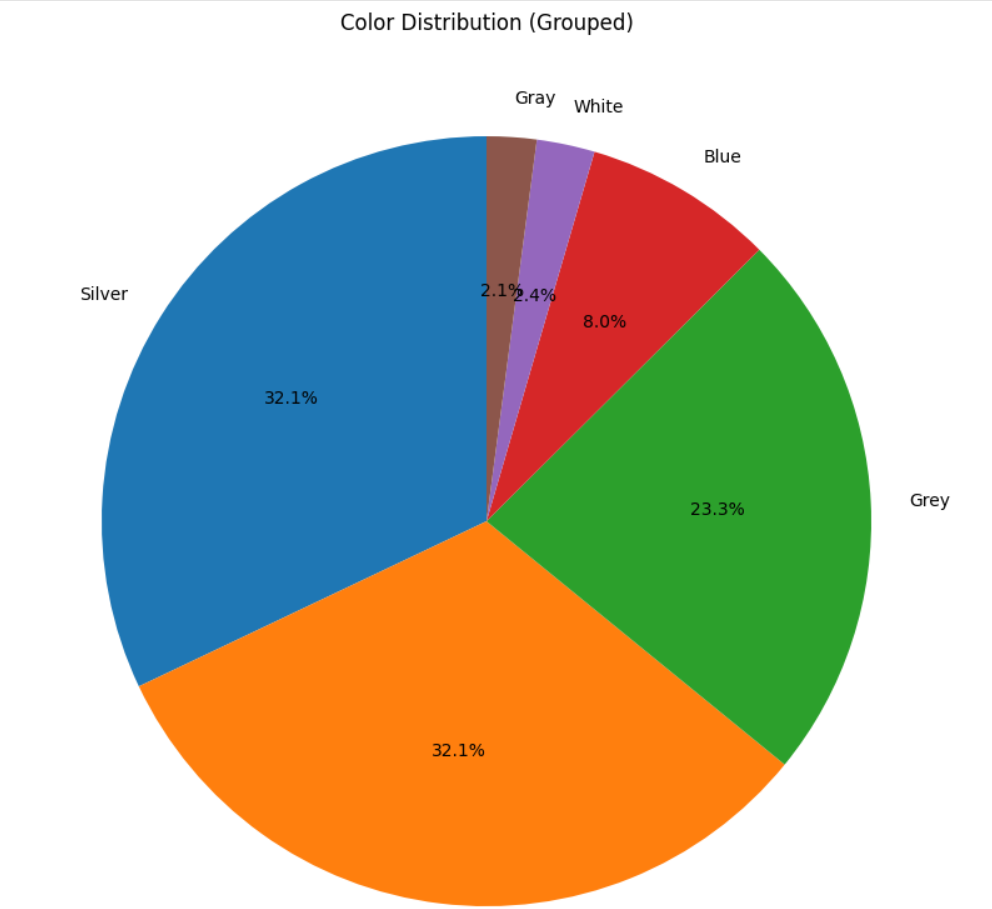 Color Distribution (Grouped)
Gray
White
Blue
Silver
2.1%
2.4%
8.0%
32.1%
Grey
23.3%
32.1%